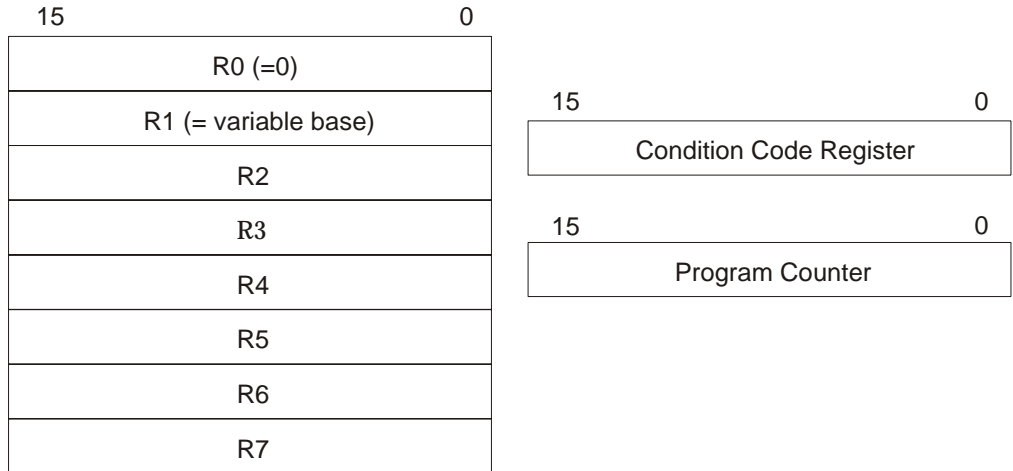 15 0
R0 (=0)
R1 (= variable base)
R2
R3
R4
R5
R6
R7
15 0
Condition Code Register
15 0
Program Counter